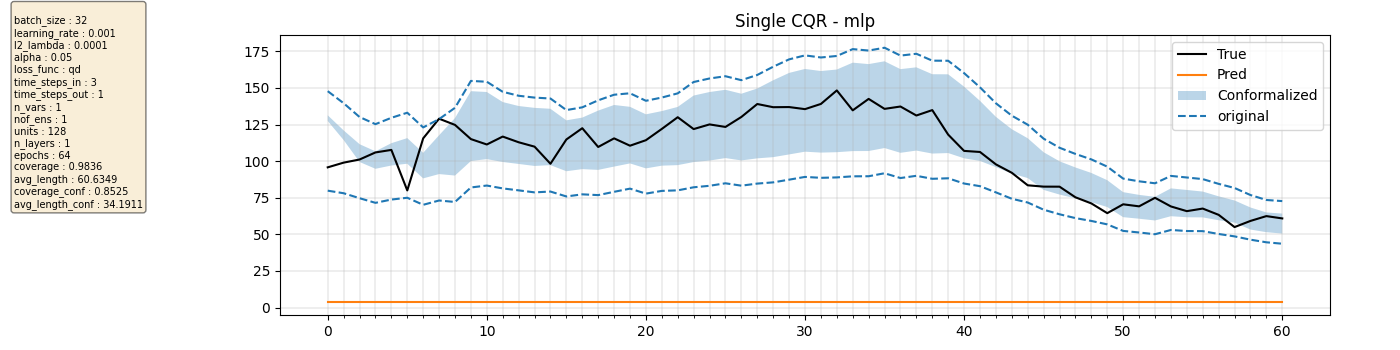 batch_size : 32
learning_rate : 0.001
l2_lambda : 0.0001
alpha : 0.05
loss_func : qd
time_steps_in : 3
time_steps_out : 1
n_vars : 1
nof_ens : 1
units : 128
n_layers : 1
epochs : 64
coverage : 0.9836
avg_length : 60.6349
coverage_conf : 0.8525
avg_length_conf : 34.1911
Single CQR - mlp
175
150
125
100
75
50
25
0
0 10 20 30 40 50 60
True
Pred
Conformalized
original